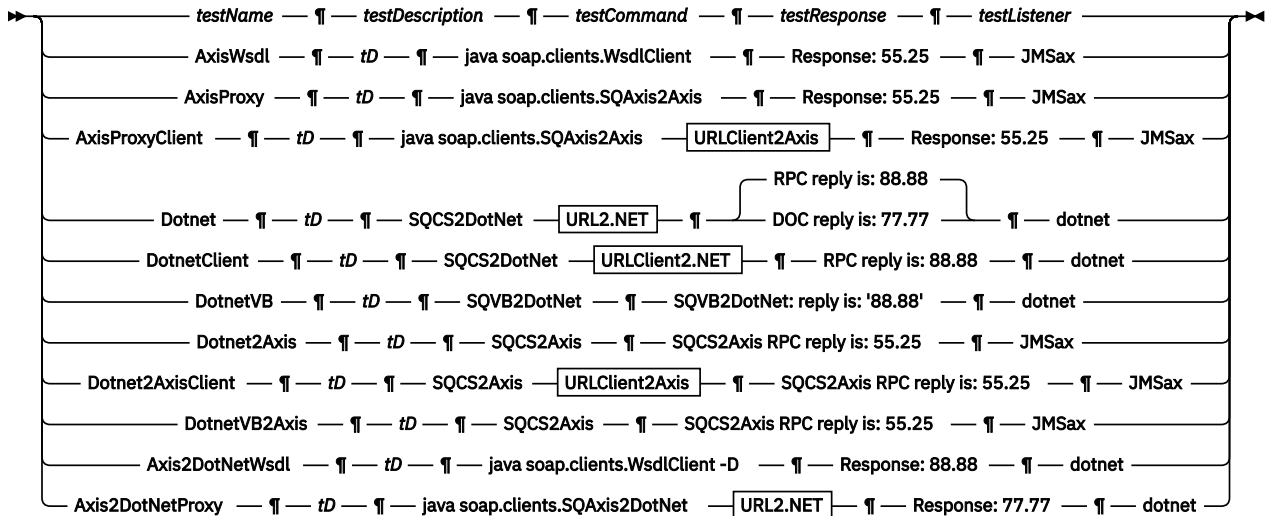 testName ¶ testDescription ¶ testCommand ¶ testResponse ¶ testListener
AxisWsdl ¶ tD ¶ java soap.clients.WsdlClient ¶ Response: 55.25 ¶ JMSax
AxisProxy ¶ tD ¶ java soap.clients.SQAxis2Axis ¶ Response: 55.25 ¶ JMSax
AxisProxyClient ¶ tD ¶ java soap.clients.SQAxis2Axis URLClient2Axis ¶ Response: 55.25 ¶ JMSax
RPC reply is: 88.88
Dotnet ¶ tD ¶ SQCS2DotNet URL2.NET ¶ DOC reply is: 77.77 ¶ dotnet
DotnetClient ¶ tD ¶ SQCS2DotNet URLClient2.NET ¶ RPC reply is: 88.88 ¶ dotnet
DotnetVB ¶ tD ¶ SQVB2DotNet ¶ SQVB2DotNet: reply is: '88.88' ¶ dotnet
Dotnet2Axis ¶ tD ¶ SQCS2Axis ¶ SQCS2Axis RPC reply is: 55.25 ¶ JMSax
Dotnet2AxisClient ¶ tD ¶ SQCS2Axis URLClient2Axis ¶ SQCS2Axis RPC reply is: 55.25 ¶ JMSax
DotnetVB2Axis ¶ tD ¶ SQCS2Axis ¶ SQCS2Axis RPC reply is: 55.25 ¶ JMSax
Axis2DotNetWsdl ¶ tD ¶ java soap.clients.WsdlClient -D ¶ Response: 88.88 ¶ dotnet
Axis2DotNetProxy ¶ tD ¶ java soap.clients.SQAxis2DotNet URL2.NET ¶ Response: 77.77 ¶ dotnet